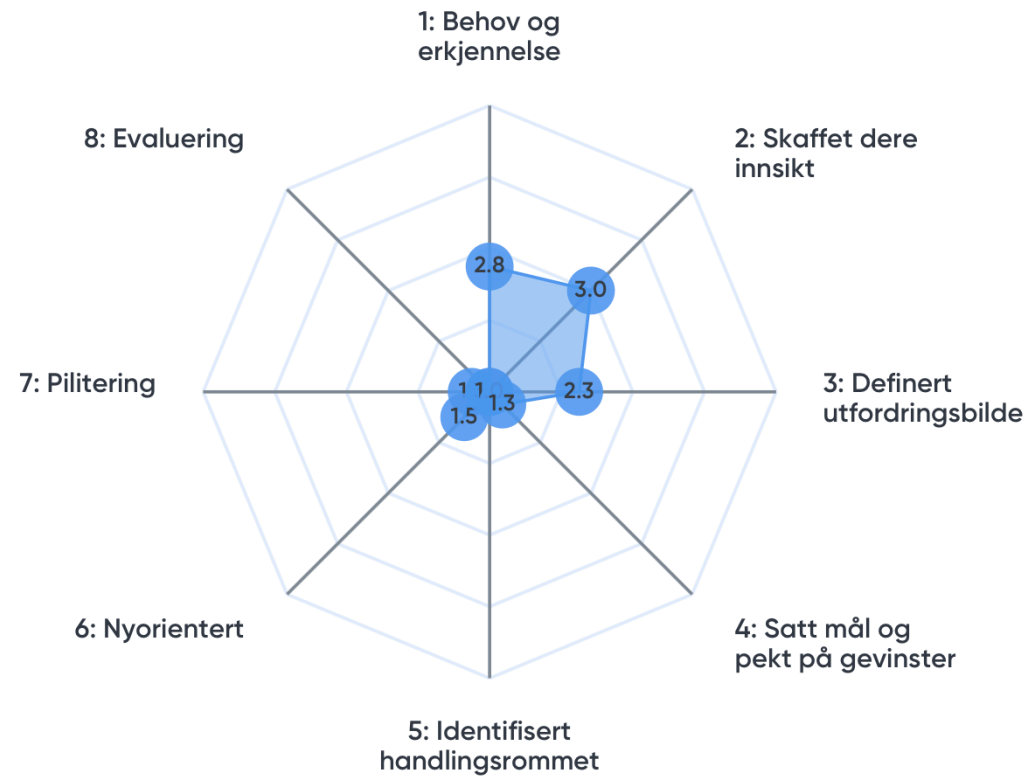 1: Behov og
erkjennelse
8: Evaluering
2: Skaffet dere
innsikt
2.8
3.0
7: Pilitering
3: Definert
utfordringsbilde
2.3
1.3
1.5
6: Nyorientert
4: Satt mål og
pekt på gevinster
5: Identifisert
handlingsrommet